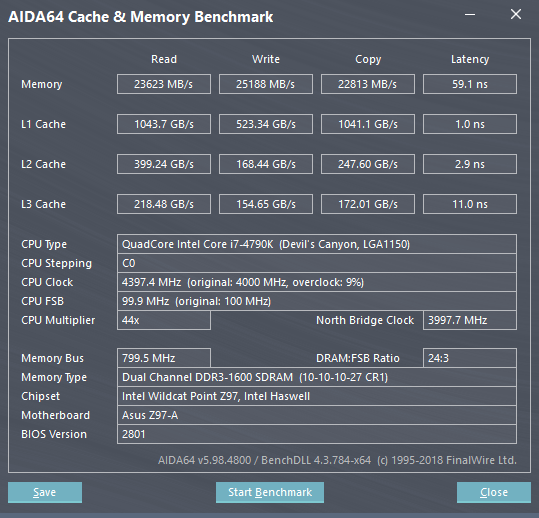 AIDA64 Cache & Memory Benchmark
Read Write Copy Latency
Memory 23623 MB/s 25188 MB/s 22813 MB/s 59.1 ns
L1 Cache 1043.7 GB/s 523.34 GB/s 1041.1 GB/s 1.0 ns
L2 Cache 399.24 GB/s 168.44 GB/s 247.60 GB/s 2.9 ns
L3 Cache 218.48 GB/s 154.65 GB/s 172.01 GB/s 11.0 ns
CPU Type QuadCore Intel Core i7-4790K (Devil's Canyon, LGA1150)
CPU Stepping C0
CPU Clock 4397.4 MHz (original: 4000 MHz, overclock: 9%)
CPU FSB 99.9 MHz (original: 100 MHz)
CPU Multiplier 44x North Bridge Clock 3997.7 MHz
Memory Bus 799.5 MHz DRAM:FSB Ratio 24:3
Memory Type Dual Channel DDR3-1600 SDRAM (10-10-10-27 CR1)
Chipset Intel Wildcat Point Z97, Intel Haswell
Motherboard Asus Z97-A
BIOS Version 2801
AIDA64 v5.98.4800 / BenchDLL 4.3.784-x64 (c) 1995-2018 FinalWire Ltd.
Save Start Benchmark Close